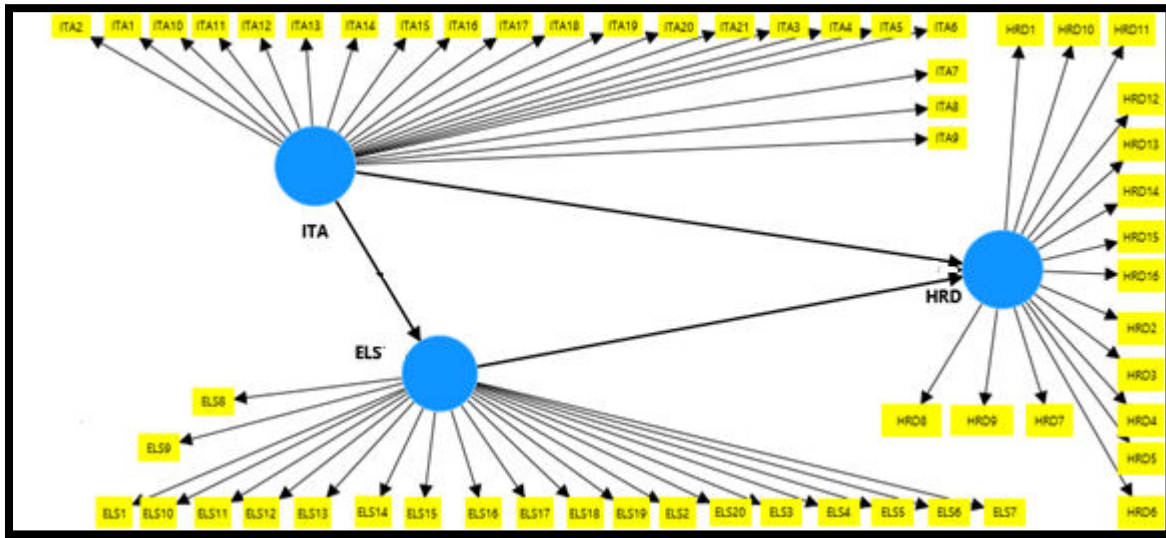 ITA2 ITA1 ITA10 ITA11 ITA12 ITA13 ITA14 ITA15 ITA16 ITA17 ITA18 ITA19 ITA20 ITA21 ITA3 ITA4 ITA5 ITA6 HRD1 HRD10 HRD11
ITA7
HRD12
ITA8
ITA9
HRD13
HRD14
ITA
HRD15
HRD16
HRD
HRD2
ELS
HRD3
ELS8
HRD8 HRD9 HRD7 HRD4
ELS9
HRD5
ELS1 ELS10 ELS11 ELS12 ELS13 ELS14 ELS15 ELS16 ELS17 ELS18 ELS19 ELS2 ELS20 ELS3 ELS4 ELS5 ELS6 ELS7 HRD6